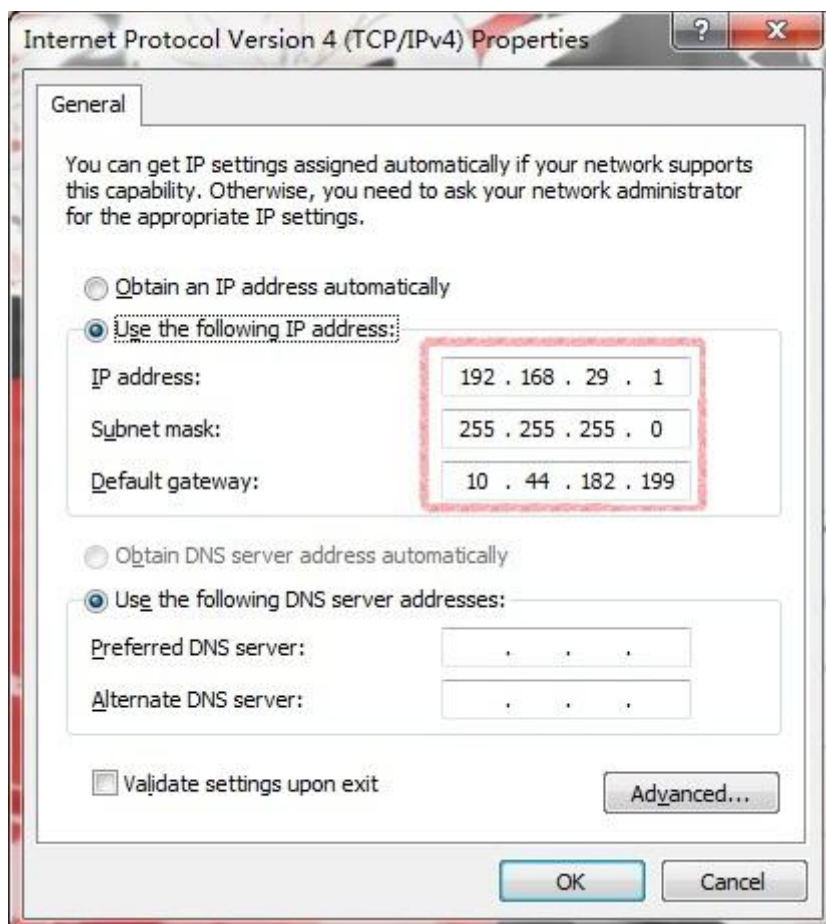 Internet Protocol Version 4 (TCP/IPv4) Properties
?
General
You can get IP settings assigned automatically if your network supports
this capability. Otherwise, you need to ask your network administrator
for the appropriate IP settings.
Obtain an IP address automatically
Use the following IP address:
IP address: 192 . 168 . 29 . 1
Subnet mask: 255 . 255 . 255 . 0
Default gateway: 10 . 44 . 182 . 199
Obtain DNS server address automatically
Use the following DNS server addresses:
Preferred DNS server: . . .
Alternate DNS server: . . .
Validate settings upon exit
Advanced...
OK Cancel